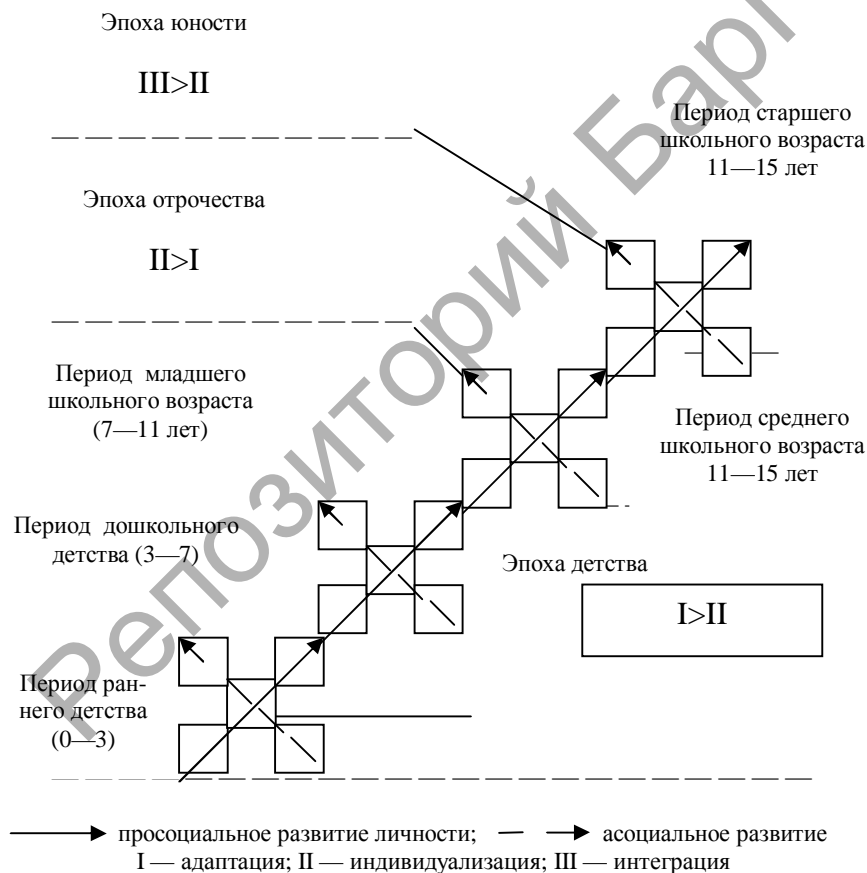 Эпоха юности
III>II
Период старшего
школьного возраста
11—15 лет
Эпоха отрочества
II>I
Период младшего
школьного возраста
(7—11 лет)
Период среднего
школьного возраста
11—15 лет
Период дошкольного
детства (3—7)
Эпоха детства
I>II
Период ран-
него детства
(0—3)
просоциальное развитие личности; асоциальное развитие
I — адаптация; II — индивидуализация; III — интеграция
Репозиторий